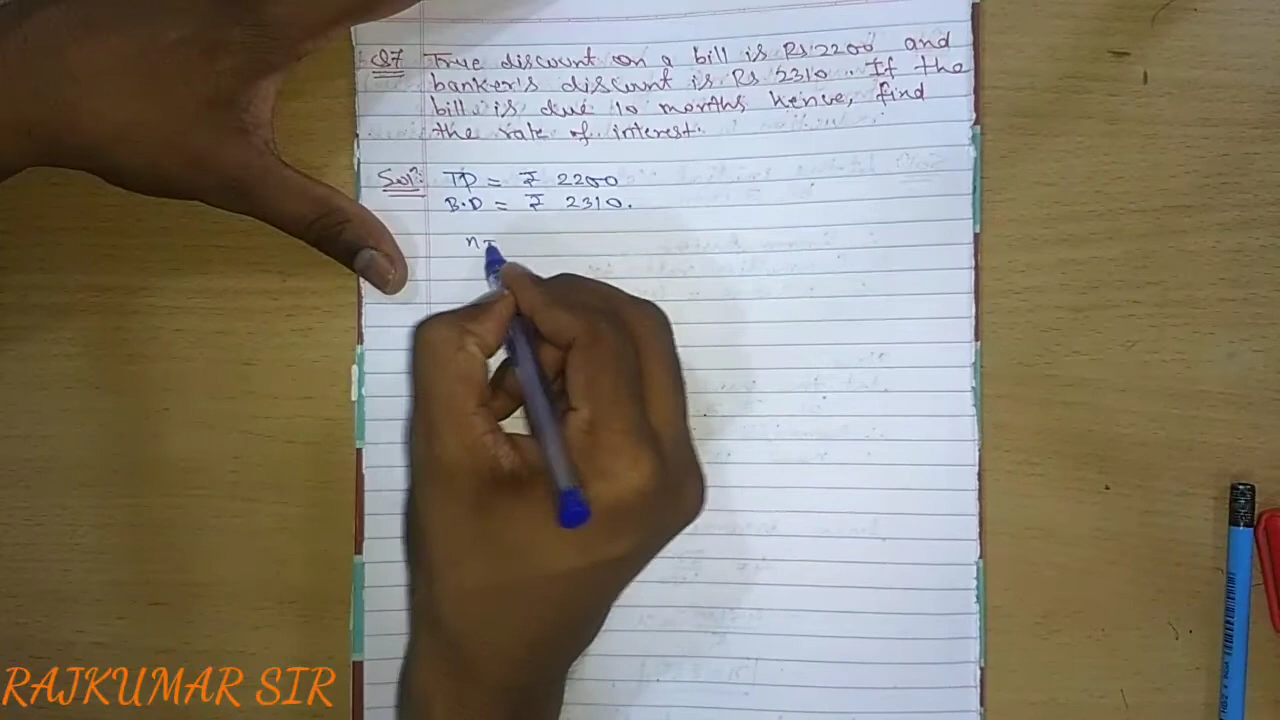 Q7 True discount on a bill is Rs 2200 and
banker's discount is Rs 2310. If the
bill is due 10 months hence, find
the rate of interest.
Soln: TD = ₹ 2200
B.D = ₹ 2310.
n =
RAJKUMAR SIR